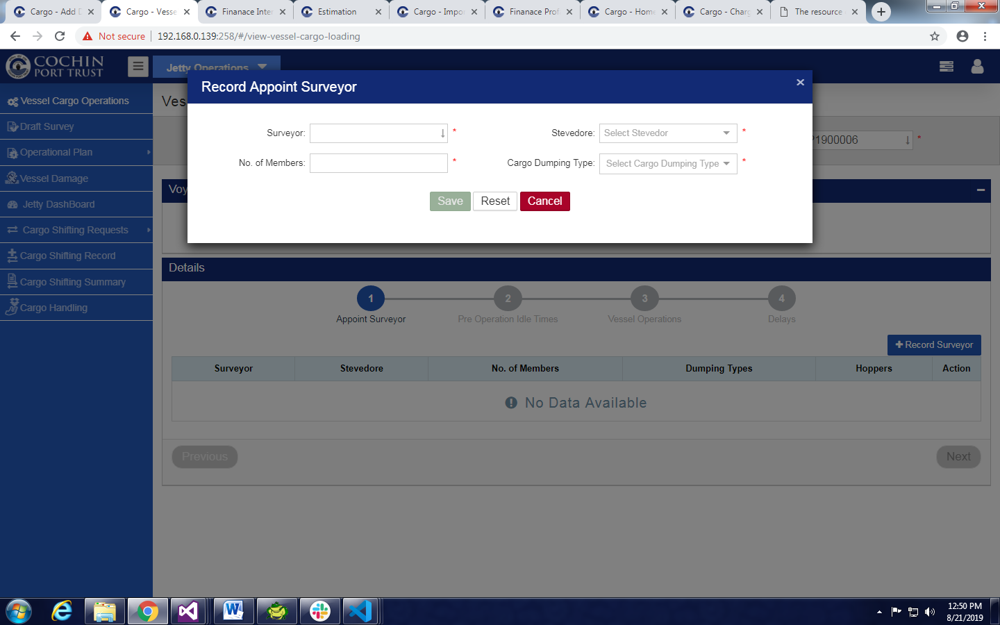 Cargo - Add D
Cargo - Vesse
Finanace Inter
Estimation
Cargo - Impor
Finanace Prof
Cargo - Home
Cargo - Charg
The resource
Not secure
192.168.0.139:258/#/view-vessel-cargo-loading
COCHIN
PORT TRUST
Jetty Operations
Vessel Cargo Operations
Draft Survey
Operational Plan
Vessel Damage
Jetty DashBoard
Cargo Shifting Requests
Cargo Shifting Record
Cargo Shifting Summary
Cargo Handling
Ves
1900006 *
Record Appoint Surveyor ×
Surveyor: *
Stevedore: Select Stevedor *
No. of Members: *
Cargo Dumping Type: Select Cargo Dumping Type *
Save Reset Cancel
Voy
Details
1 2 3 4
Appoint Surveyor Pre Operation Idle Times Vessel Operations Delays
Record Surveyor
Surveyor Stevedore No. of Members Dumping Types Hoppers Action
No Data Available
Previous Next
12:50 PM
8/21/2019